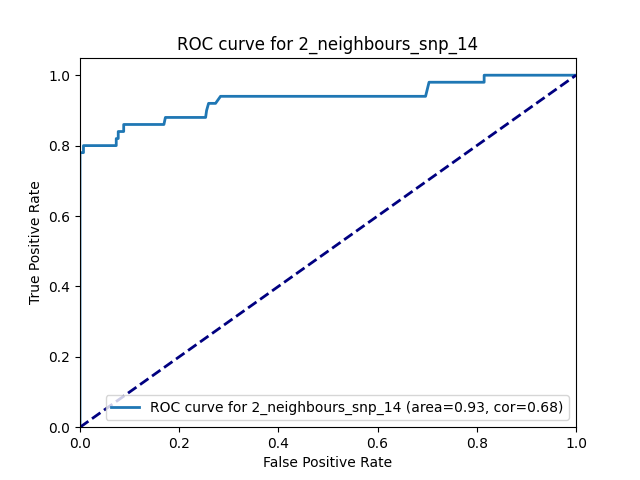 ROC curve for 2_neighbours_snp_14
1.0
0.8
0.6
0.4
0.2
0.0
True Positive Rate
ROC curve for 2_neighbours_snp_14 (area=0.93, cor=0.68)
0.0 0.2 0.4 0.6 0.8 1.0
False Positive Rate